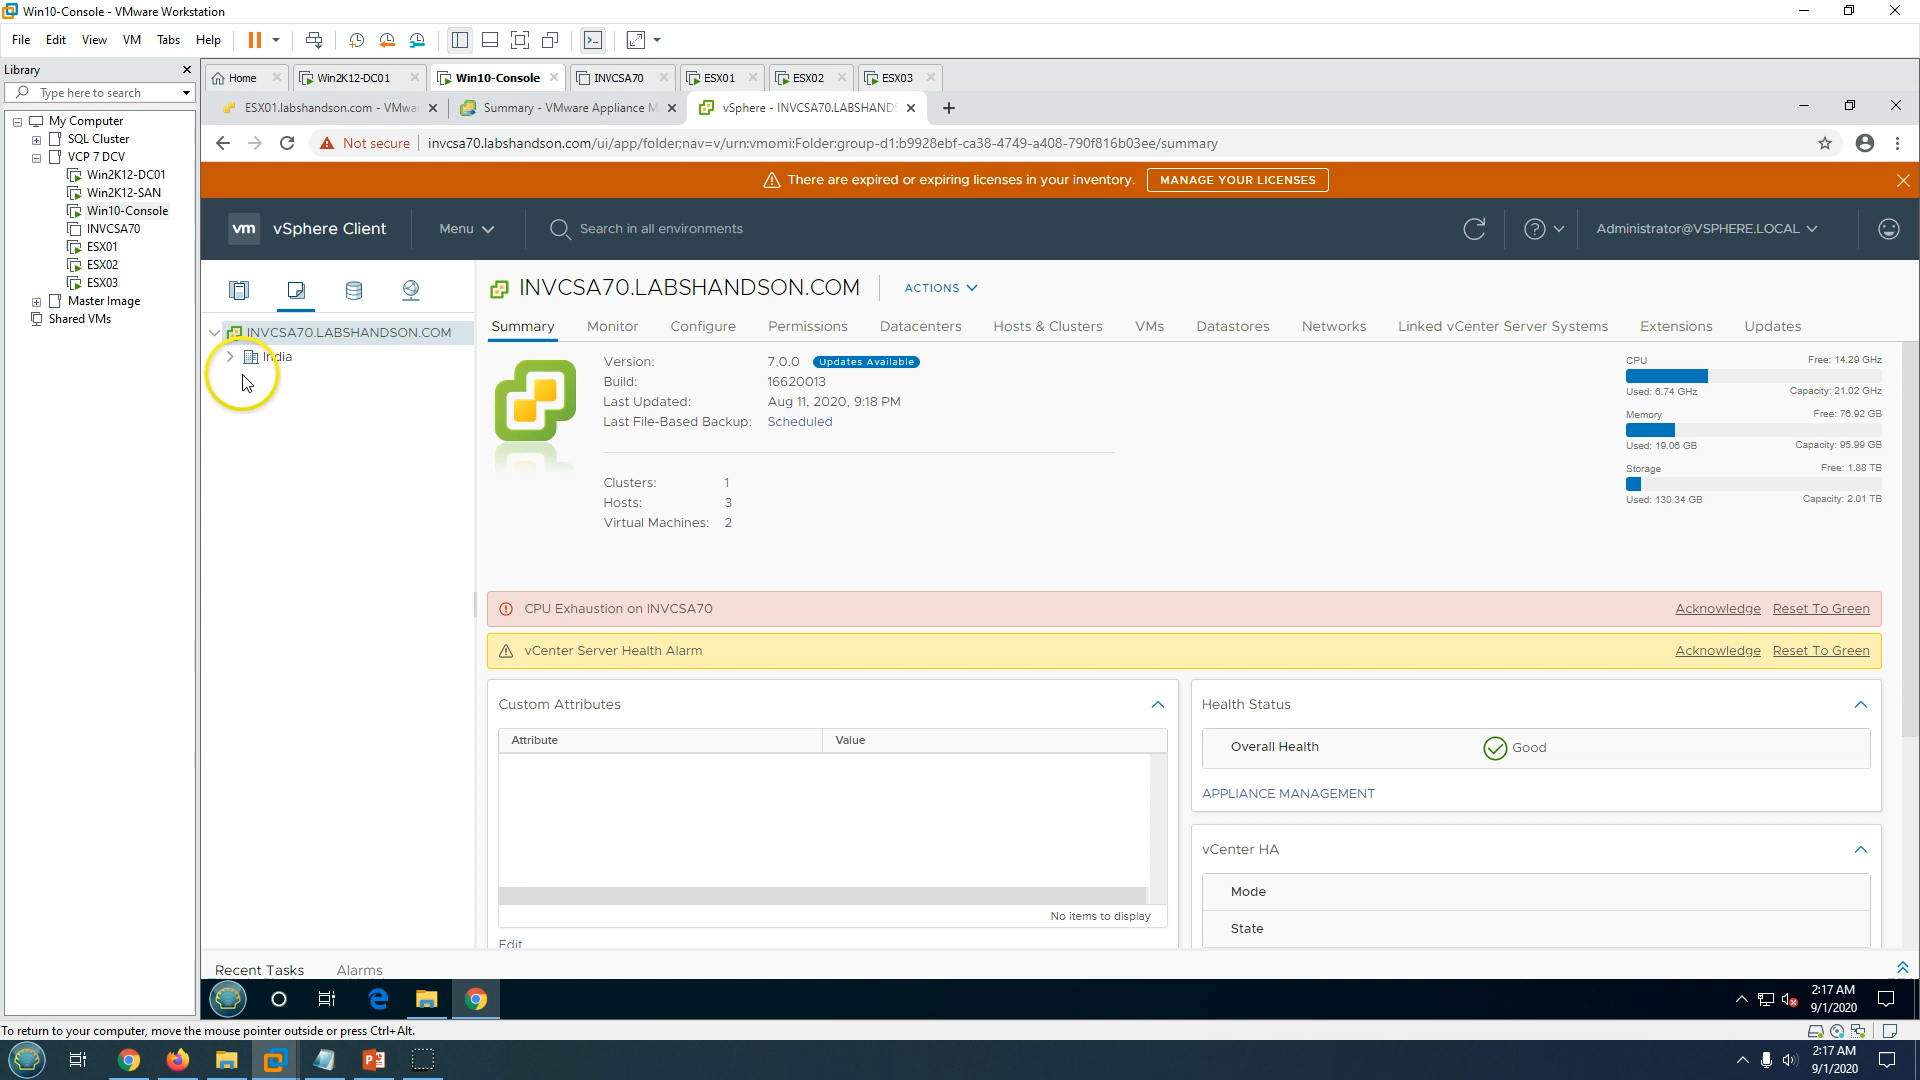 Win10-Console - VMware Workstation
File Edit View VM Tabs Help
Library
Type here to search
My Computer
SQL Cluster
VCP 7 DCV
Win2K12-DC01
Win2K12-SAN
Win10-Console
INVCSA70
ESX01
ESX02
ESX03
Master Image
Shared VMs
Home Win2K12-DC01 Win10-Console INVCSA70 ESX01 ESX02 ESX03
ESX01.labshandson.com - VMwa Summary - VMware Appliance M vSphere - INVCSA70.LABSHANDS
Not secure invcsa70.labshandson.com/ui/app/folder;nav=v/urn:vmomi:Folder:group-d1:b9928ebf-ca38-4749-a408-790f816b03ee/summary
There are expired or expiring licenses in your inventory. MANAGE YOUR LICENSES
vm vSphere Client Menu Search in all environments Administrator@VSPHERE.LOCAL
INVCSA70.LABSHANDSON.COM
India
INVCSA70.LABSHANDSON.COM ACTIONS
Summary Monitor Configure Permissions Datacenters Hosts & Clusters VMs Datastores Networks Linked vCenter Server Systems Extensions Updates
Version: 7.0.0 Updates Available
Build: 16620013
Last Updated: Aug 11, 2020, 9:18 PM
Last File-Based Backup: Scheduled
Clusters: 1
Hosts: 3
Virtual Machines: 2
CPU Free: 14.29 GHz
Used: 6.74 GHz Capacity: 21.02 GHz
Memory Free: 76.92 GB
Used: 19.06 GB Capacity: 95.99 GB
Storage Free: 1.88 TB
Used: 130.34 GB Capacity: 2.01 TB
CPU Exhaustion on INVCSA70 Acknowledge Reset To Green
vCenter Server Health Alarm Acknowledge Reset To Green
Custom Attributes
Attribute Value
No items to display
Edit
Health Status
Overall Health Good
APPLIANCE MANAGEMENT
vCenter HA
Mode
State
Recent Tasks Alarms
2:17 AM
9/1/2020
To return to your computer, move the mouse pointer outside or press Ctrl+Alt.
2:17 AM
9/1/2020